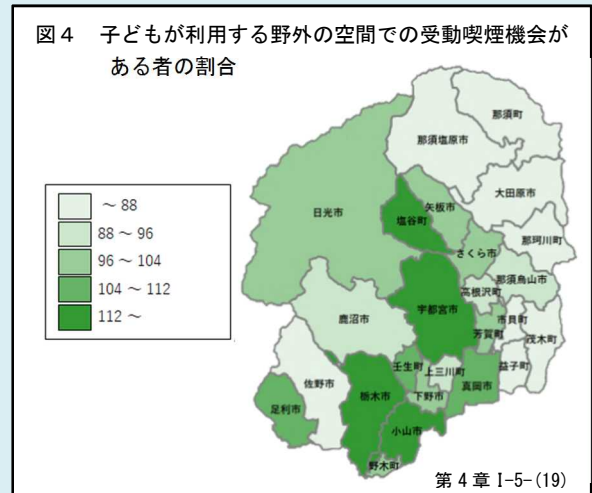 図４　子どもが利用する野外の空間での受動喫煙機会が
ある者の割合
～ 88
88 ～ 96
96 ～ 104
104 ～ 112
112 ～
那須町
那須塩原市
大田原市
日光市
矢板市
塩谷町
那珂川町
さくら市
那須烏山市
高根沢町
宇都宮市
鹿沼市
市貝町
芳賀町
茂木町
壬生町
上三川町
益子町
佐野市
真岡市
栃木市
下野市
足利市
小山市
野木町
第４章 Ⅰ-5-(19)